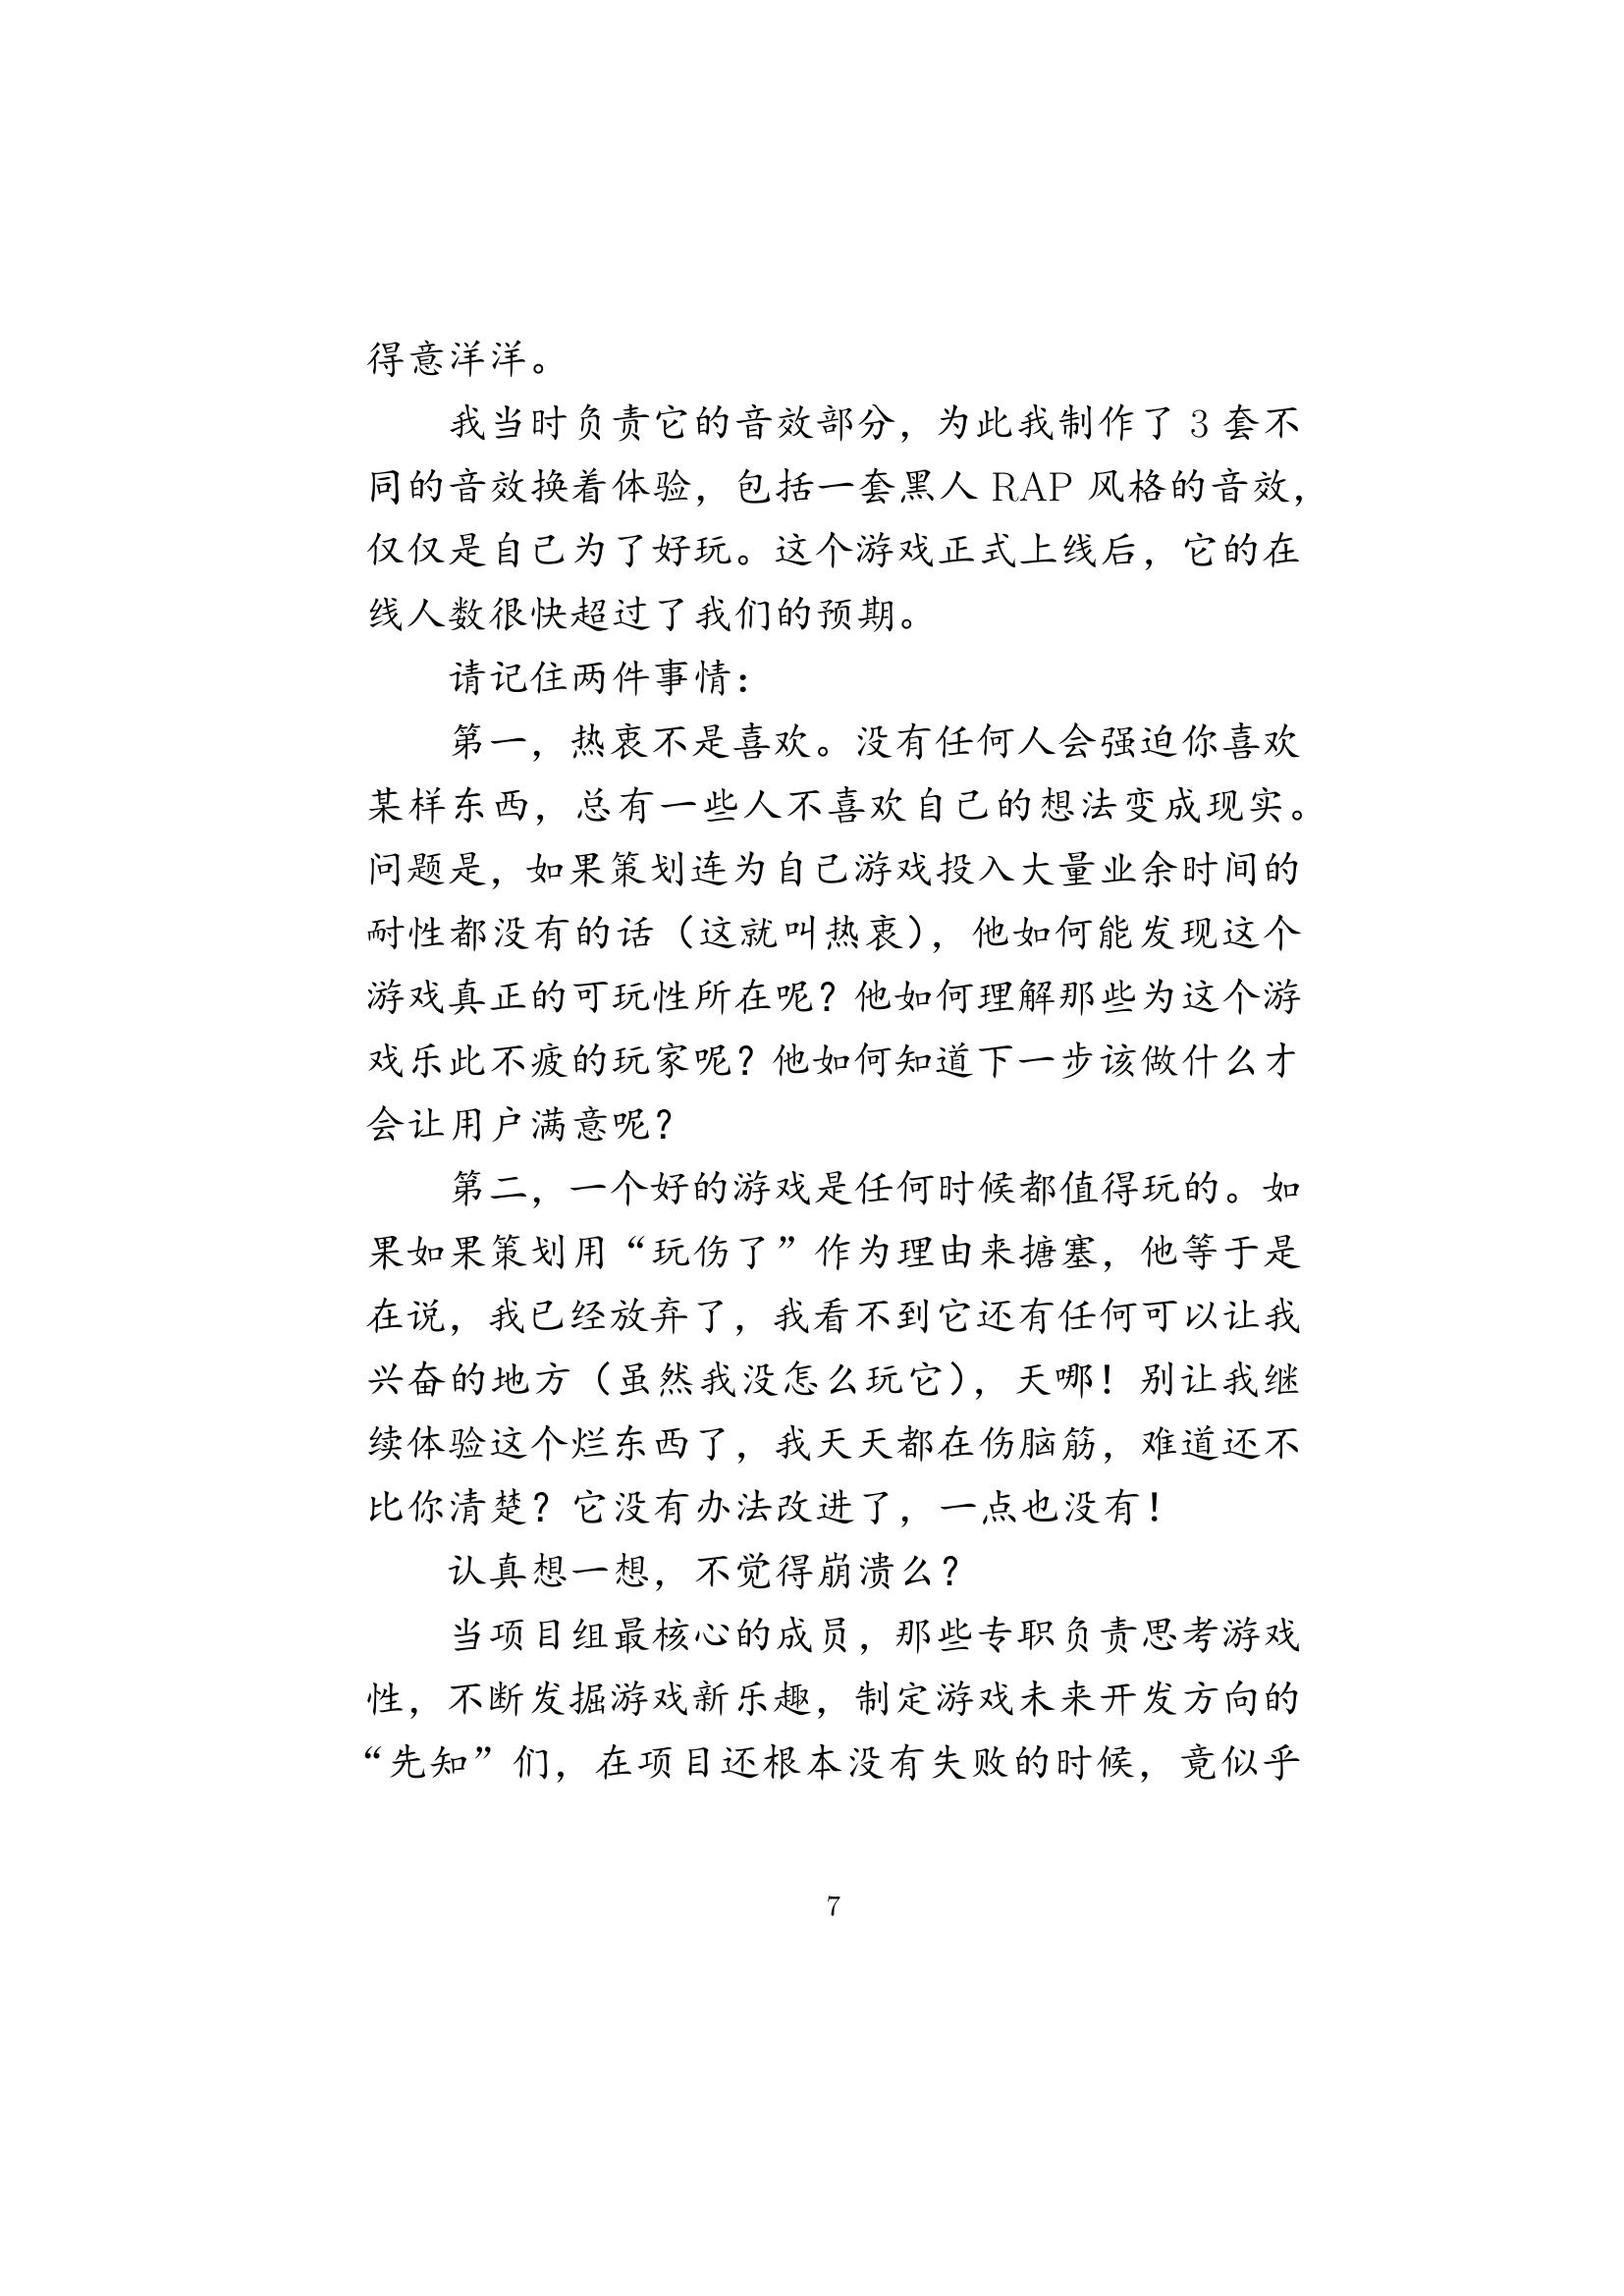 得意洋洋。
我当时负责它的音效部分，为此我制作了 3 套不
同的音效换着体验，包括一套黑人 RAP 风格的音效，
仅仅是自己为了好玩。这个游戏正式上线后，它的在
线人数很快超过了我们的预期。
请记住两件事情：
第一，热衷不是喜欢。没有任何人会强迫你喜欢
某样东西，总有一些人不喜欢自己的想法变成现实。
问题是，如果策划连为自己游戏投入大量业余时间的
耐性都没有的话（这就叫热衷），他如何能发现这个
游戏真正的可玩性所在呢？他如何理解那些为这个游
戏乐此不疲的玩家呢？他如何知道下一步该做什么才
会让用户满意呢？
第二，一个好的游戏是任何时候都值得玩的。如
果如果策划用“玩伤了”作为理由来搪塞，他等于是
在说，我已经放弃了，我看不到它还有任何可以让我
兴奋的地方（虽然我没怎么玩它），天哪！别让我继
续体验这个烂东西了，我天天都在伤脑筋，难道还不
比你清楚？它没有办法改进了，一点也没有！
认真想一想，不觉得崩溃么？
当项目组最核心的成员，那些专职负责思考游戏
性，不断发掘游戏新乐趣，制定游戏未来开发方向的
“先知”们，在项目还根本没有失败的时候，竟似乎
7